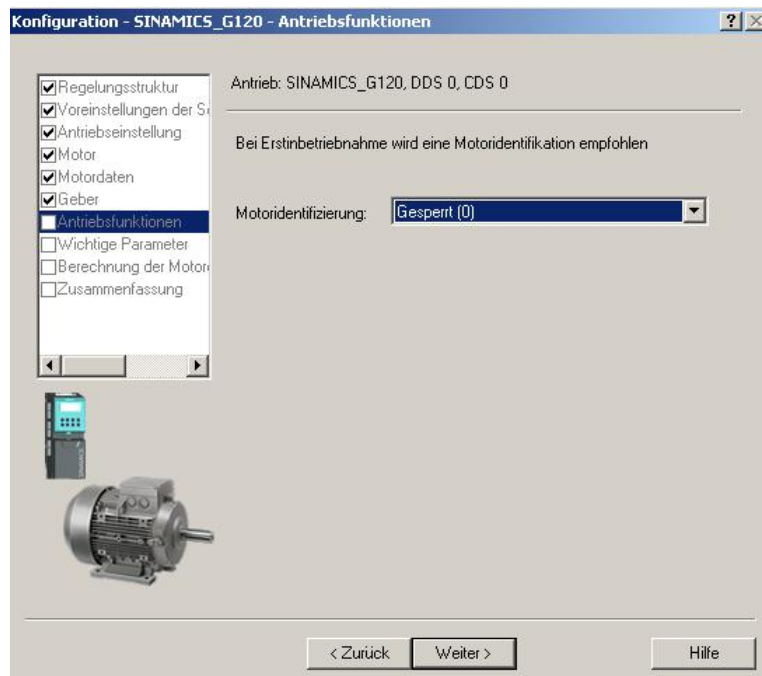 Konfiguration - SINAMICS_G120 - Antriebsfunktionen
Regelungsstruktur
Voreinstellungen der S
Antriebseinstellung
Motor
Motordaten
Geber
Antriebsfunktionen
Wichtige Parameter
Berechnung der Motor
Zusammenfassung
Antrieb: SINAMICS_G120, DDS 0, CDS 0
Bei Erstinbetriebnahme wird eine Motoridentifikation empfohlen
Motoridentifizierung: Gesperrt (0)
< Zurück Weiter > Hilfe